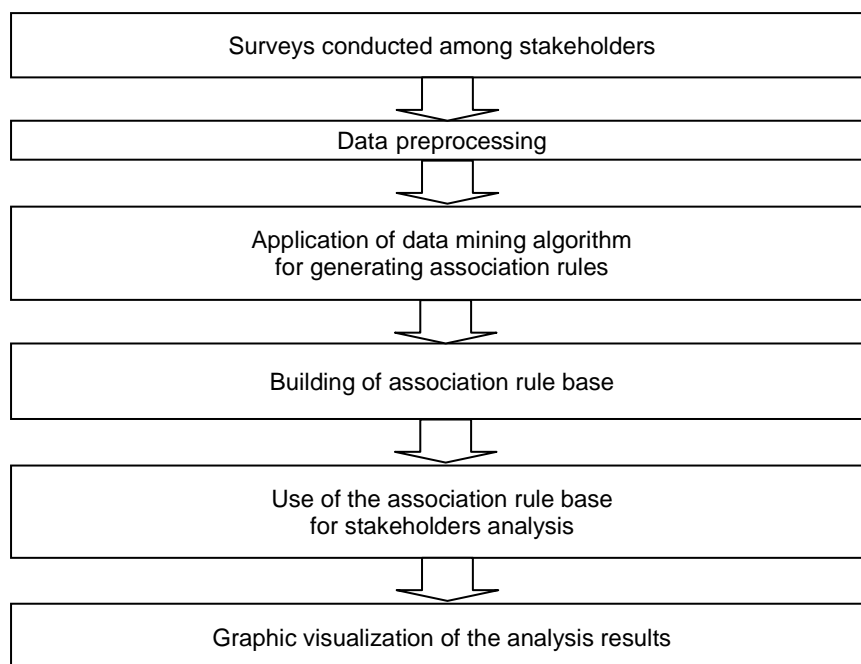 Surveys conducted among stakeholders
Data preprocessing
Application of data mining algorithm
for generating association rules
Building of association rule base
Use of the association rule base
for stakeholders analysis
Graphic visualization of the analysis results